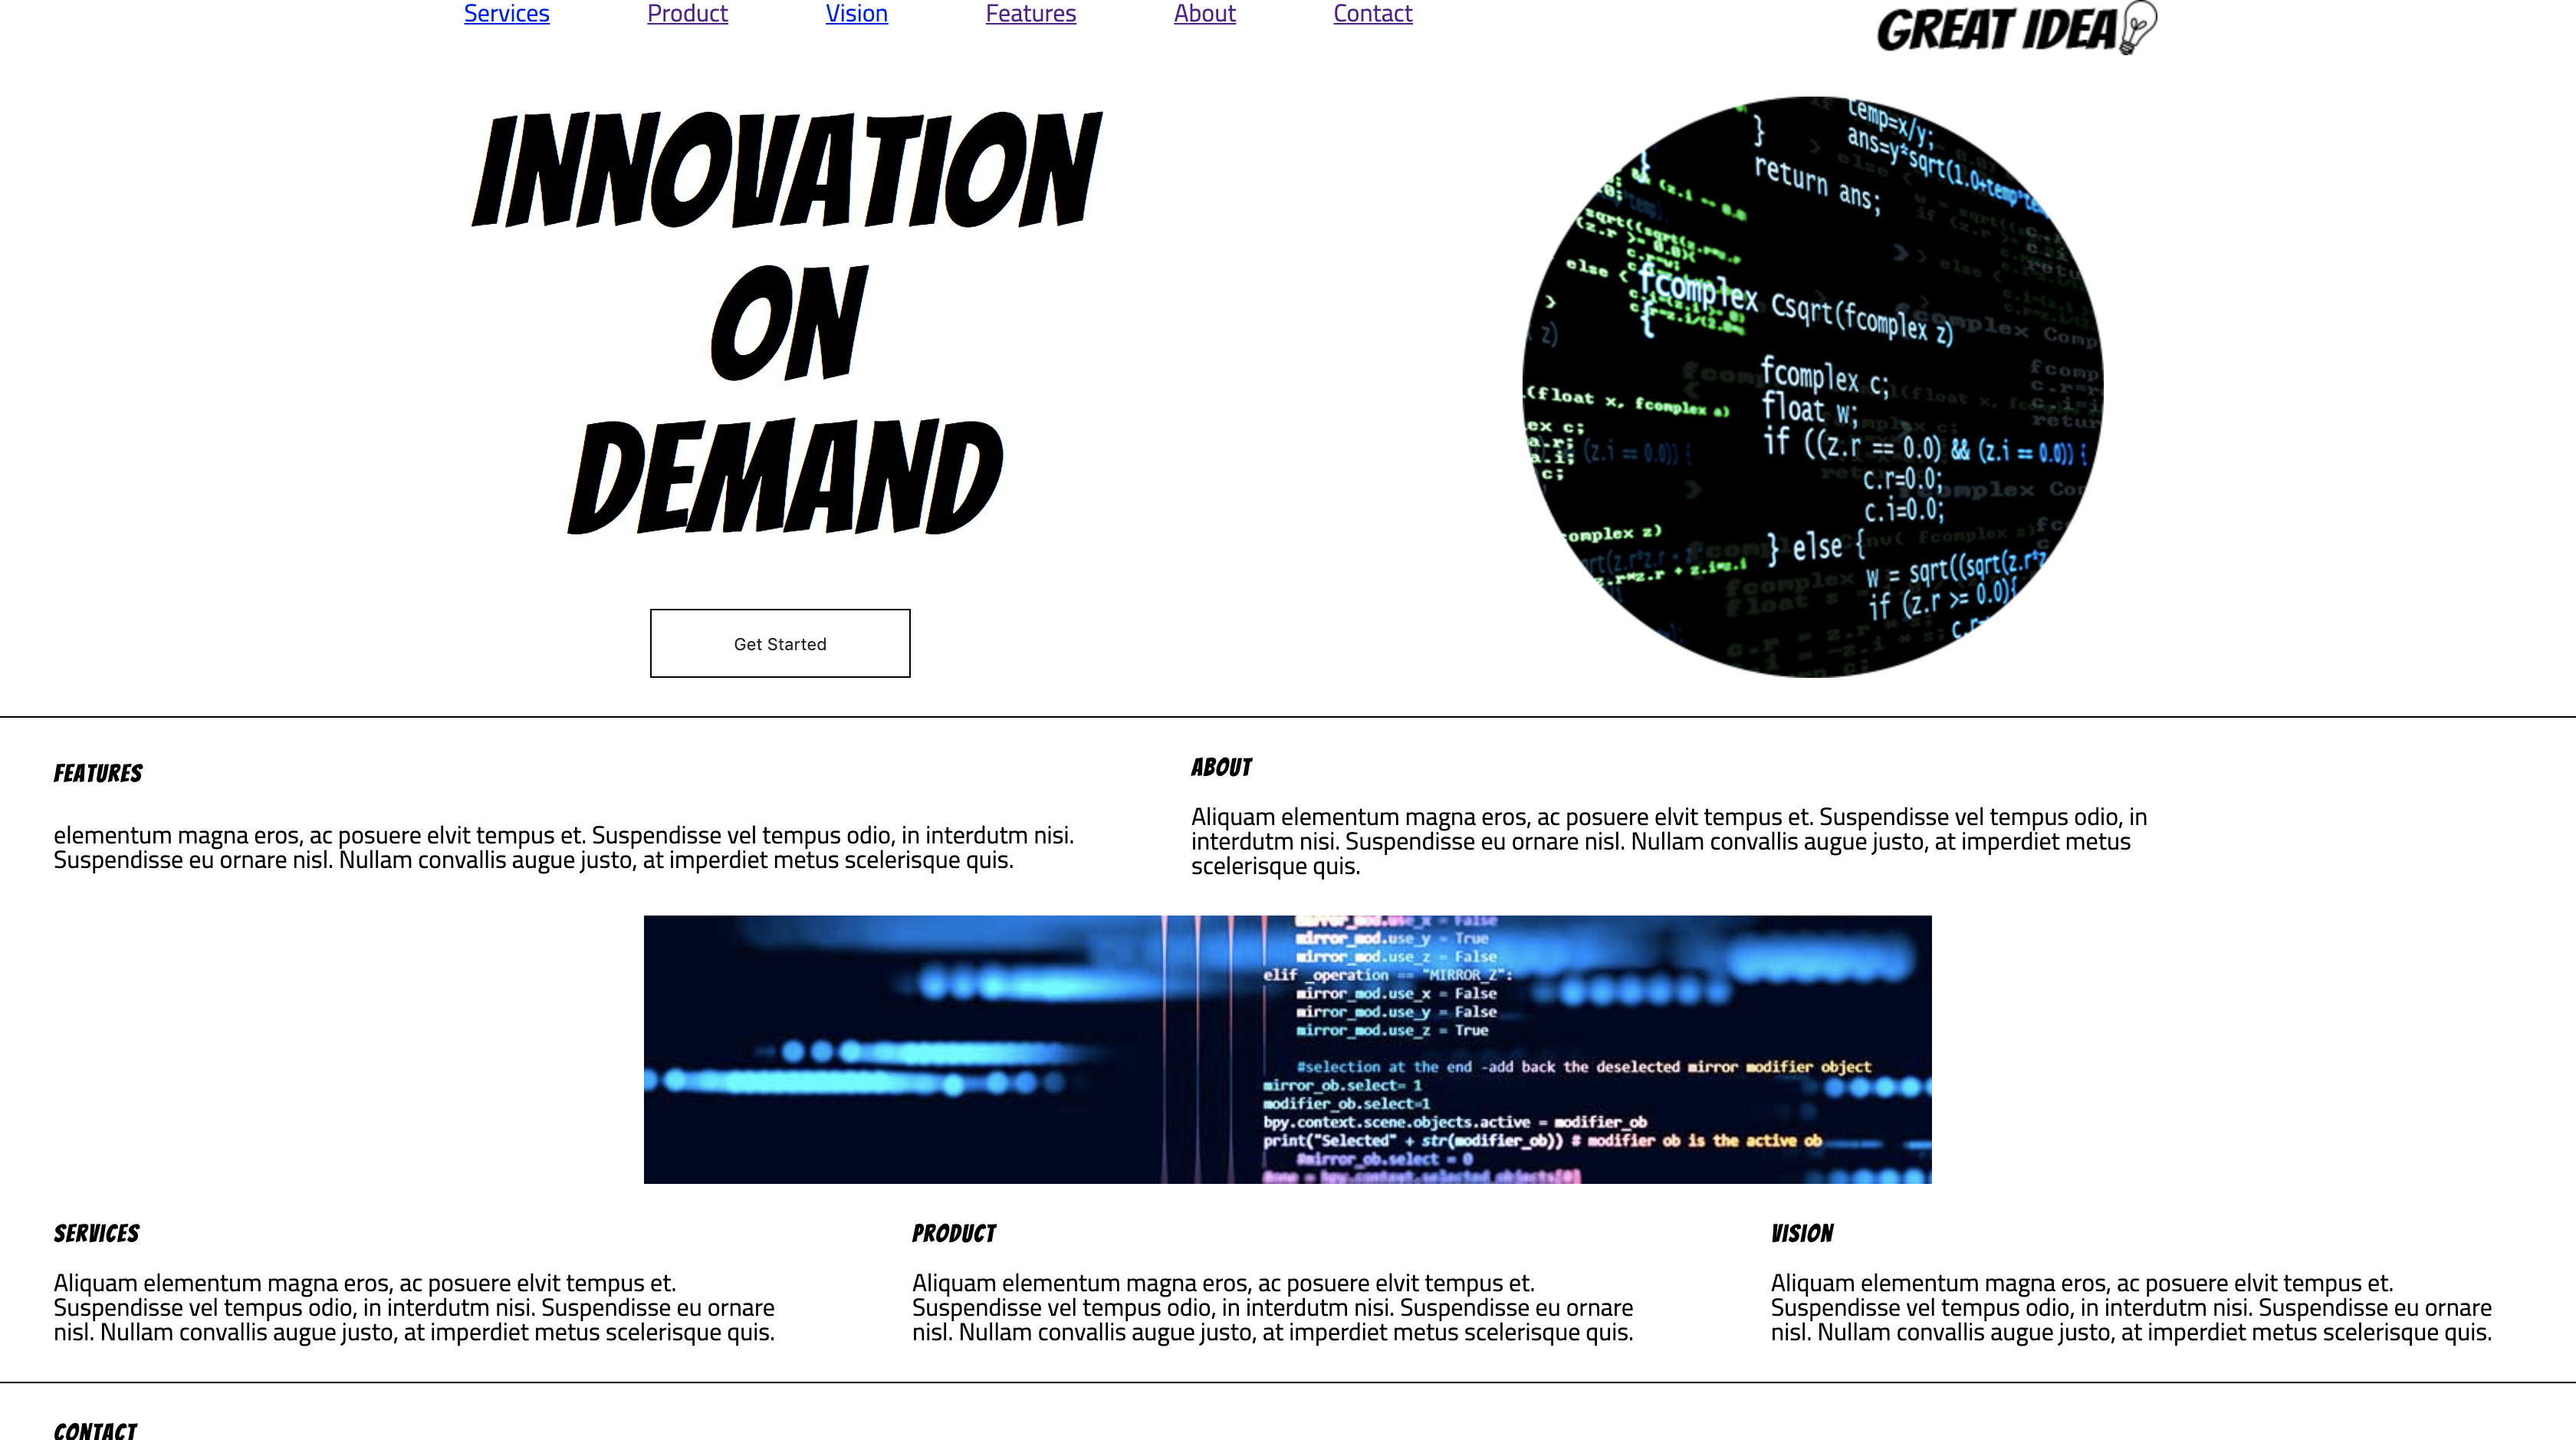 Services Product Vision Features About Contact
GREAT IDEA
INNOVATION
ON
DEMAND
Get Started
temp=x/y;
}
return ans;
fcomplex Csqrt(fcomplex z)
{
fcomplex c;
float w;
if ((z.r == 0.0) && (z.i == 0.0)) {
c.r=0.0;
c.i=0.0;
} else {
if (z.r >= 0.0){
FEATURES
elementum magna eros, ac posuere elvit tempus et. Suspendisse vel tempus odio, in interdutm nisi.
Suspendisse eu ornare nisl. Nullam convallis augue justo, at imperdiet metus scelerisque quis.
ABOUT
Aliquam elementum magna eros, ac posuere elvit tempus et. Suspendisse vel tempus odio, in
interdutm nisi. Suspendisse eu ornare nisl. Nullam convallis augue justo, at imperdiet metus
scelerisque quis.
mirror_mod.use_x = False
mirror_mod.use_y = True
mirror_mod.use_z = False
elif _operation == "MIRROR_Z":
mirror_mod.use_x = False
mirror_mod.use_y = False
mirror_mod.use_z = True
#selection at the end -add back the deselected mirror modifier object
mirror_ob.select= 1
modifier_ob.select=1
bpy.context.scene.objects.active = modifier_ob
print("Selected" + str(modifier_ob)) # modifier ob is the active ob
#mirror_ob.select = 0
SERVICES
Aliquam elementum magna eros, ac posuere elvit tempus et.
Suspendisse vel tempus odio, in interdutm nisi. Suspendisse eu ornare
nisl. Nullam convallis augue justo, at imperdiet metus scelerisque quis.
PRODUCT
Aliquam elementum magna eros, ac posuere elvit tempus et.
Suspendisse vel tempus odio, in interdutm nisi. Suspendisse eu ornare
nisl. Nullam convallis augue justo, at imperdiet metus scelerisque quis.
VISION
Aliquam elementum magna eros, ac posuere elvit tempus et.
Suspendisse vel tempus odio, in interdutm nisi. Suspendisse eu ornare
nisl. Nullam convallis augue justo, at imperdiet metus scelerisque quis.
CONTACT